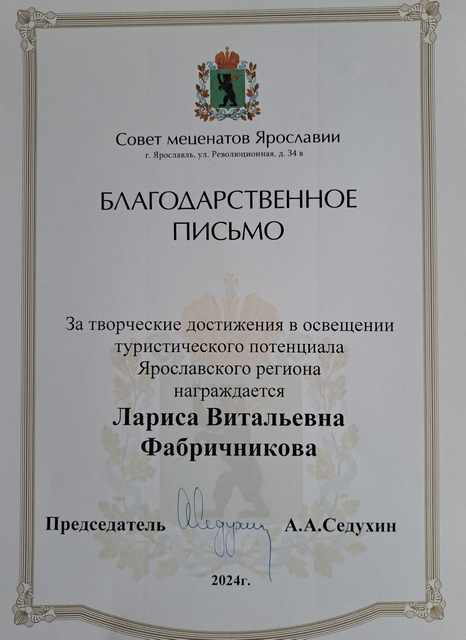 Совет меценатов Ярославии
г. Ярославль, ул. Революционная, д. 34 в
БЛАГОДАРСТВЕННОЕ
ПИСЬМО
За творческие достижения в освещении
туристического потенциала
Ярославского региона
награждается
Лариса Витальевна
Фабричникова
Председатель АСедухин А.А.Седухин
2024г.